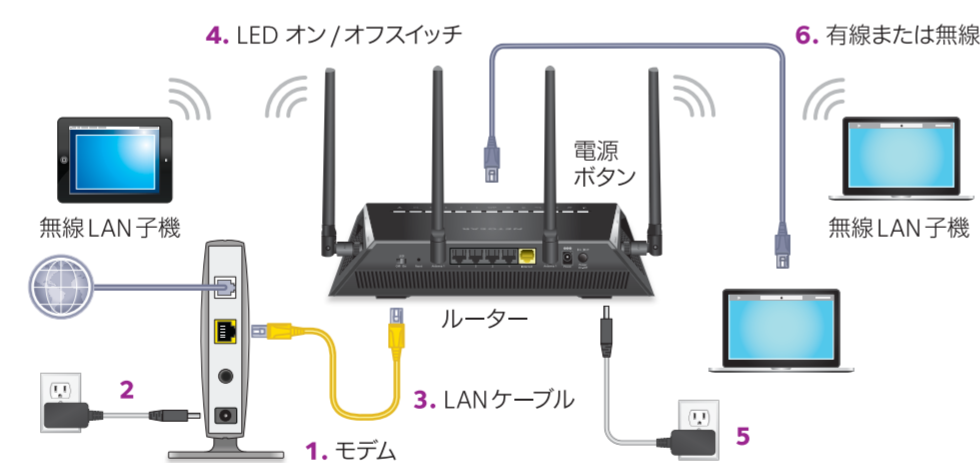 4. LED オン / オフスイッチ
6. 有線または無線
電源
ボタン
無線LAN子機
無線LAN子機
ルーター
2
3. LANケーブル
5
1. モデム